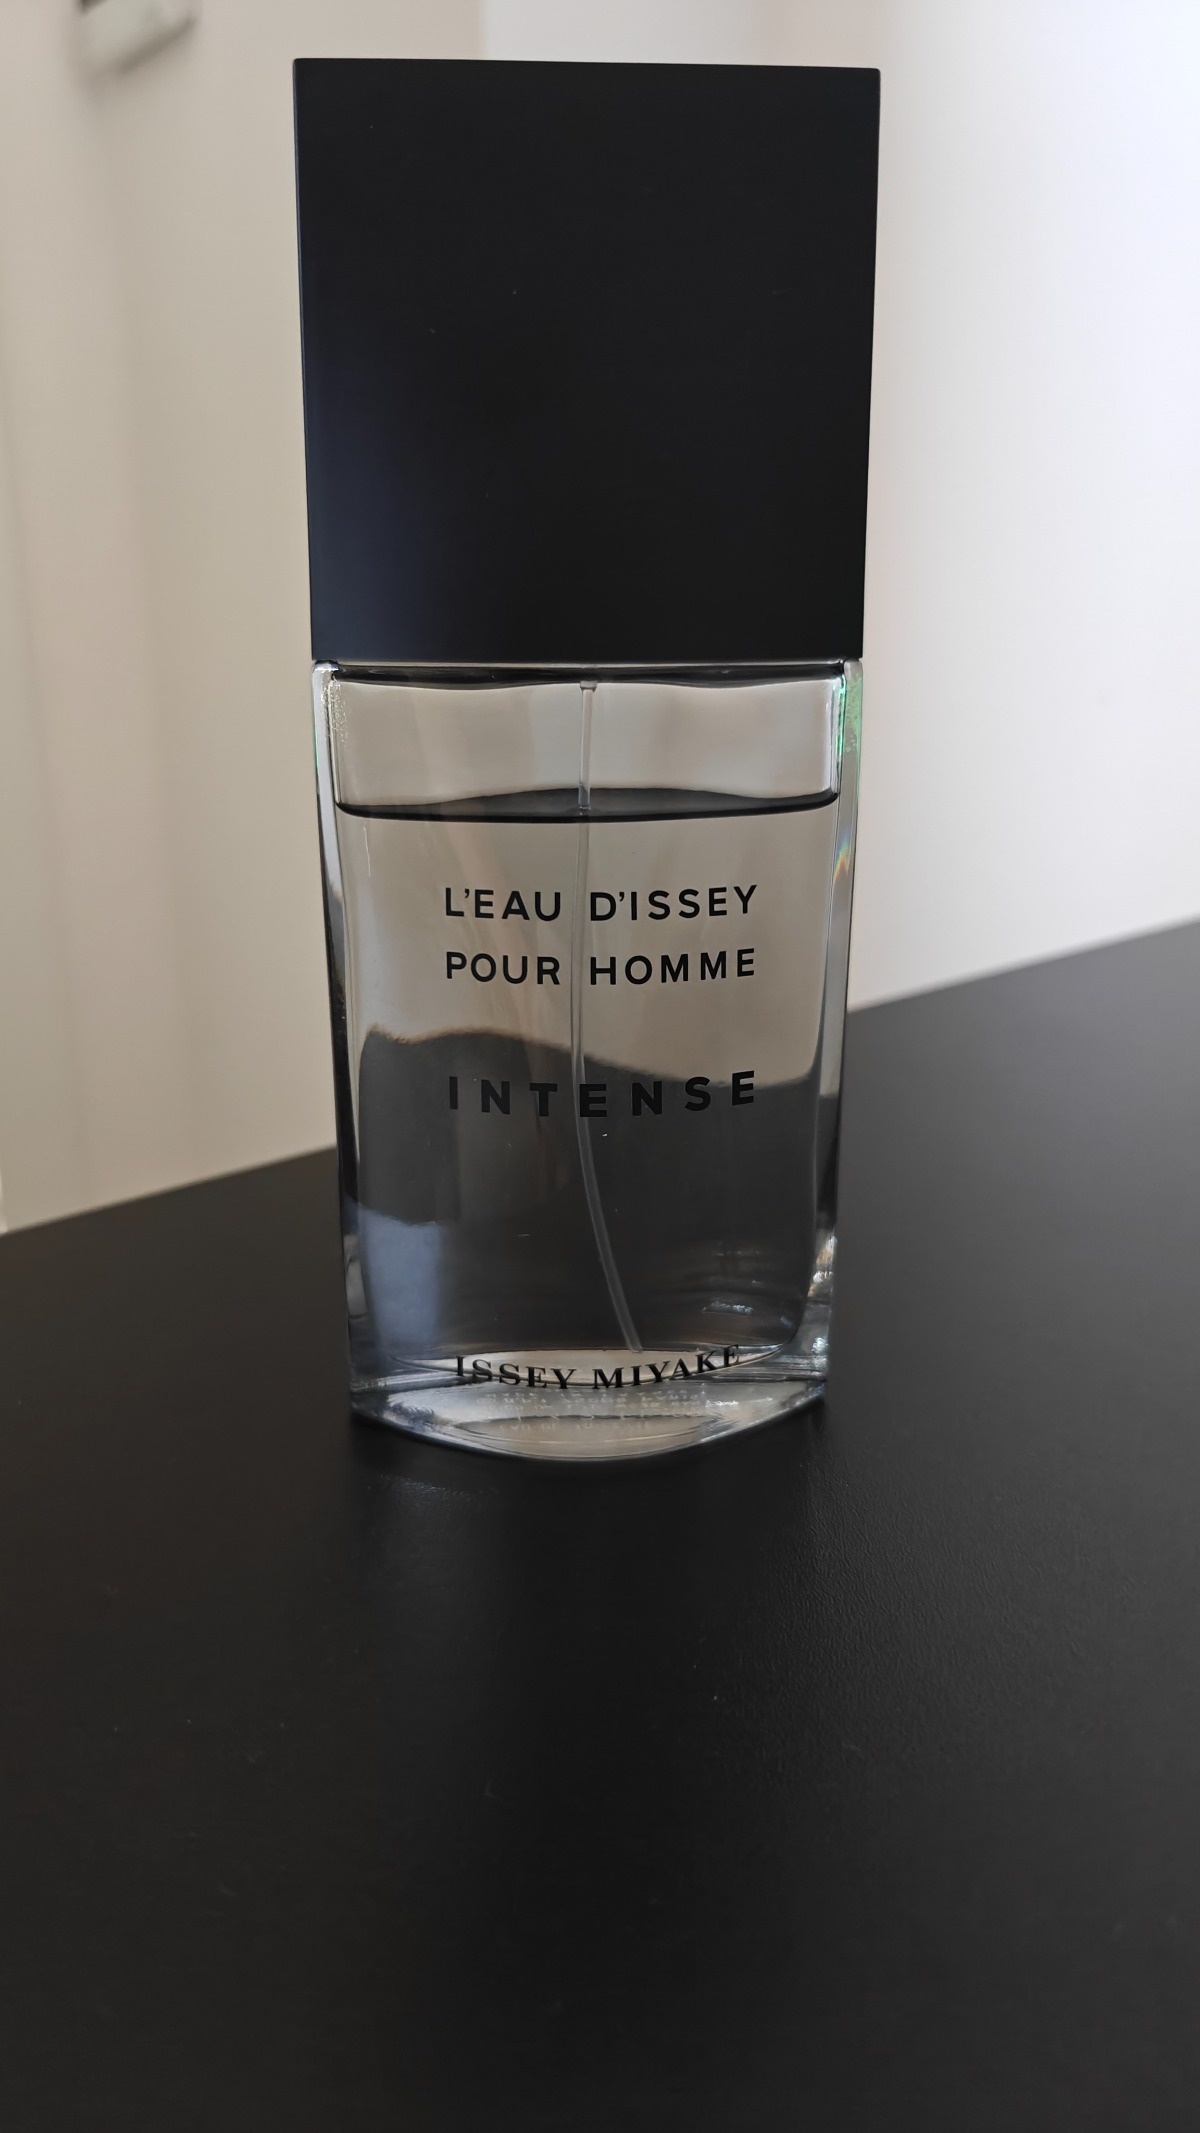 L'EAU D'ISSEY
POUR HOMME
INTENSE
ISSEY MIYAKE